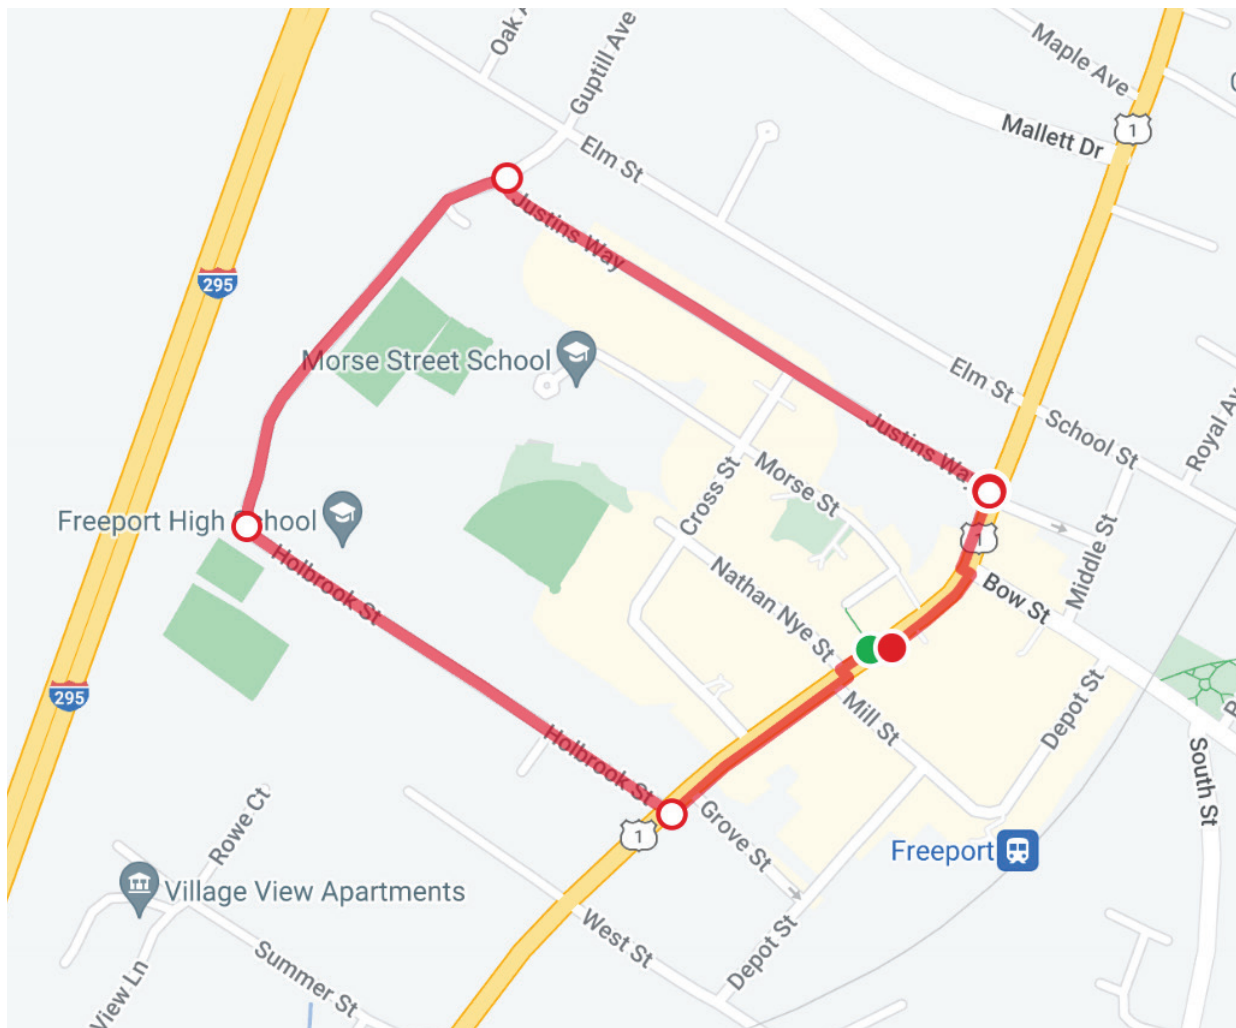 Oak
Guptill Ave
Maple Ave
1
Mallett Dr
Elm St
Justins Way
295
Morse Street School
Elm St
Royal Av
School St
Justins Wa
Morse St
Cross St
Freeport High School
1
Middle St
Holbrook St
Nathan Nye St
Bow St
295
Mill St
Depot St
South St
Holbrook St
Grove St
1
Freeport
Rowe Ct
Village View Apartments
West St
Depot St
Summer St
View Ln